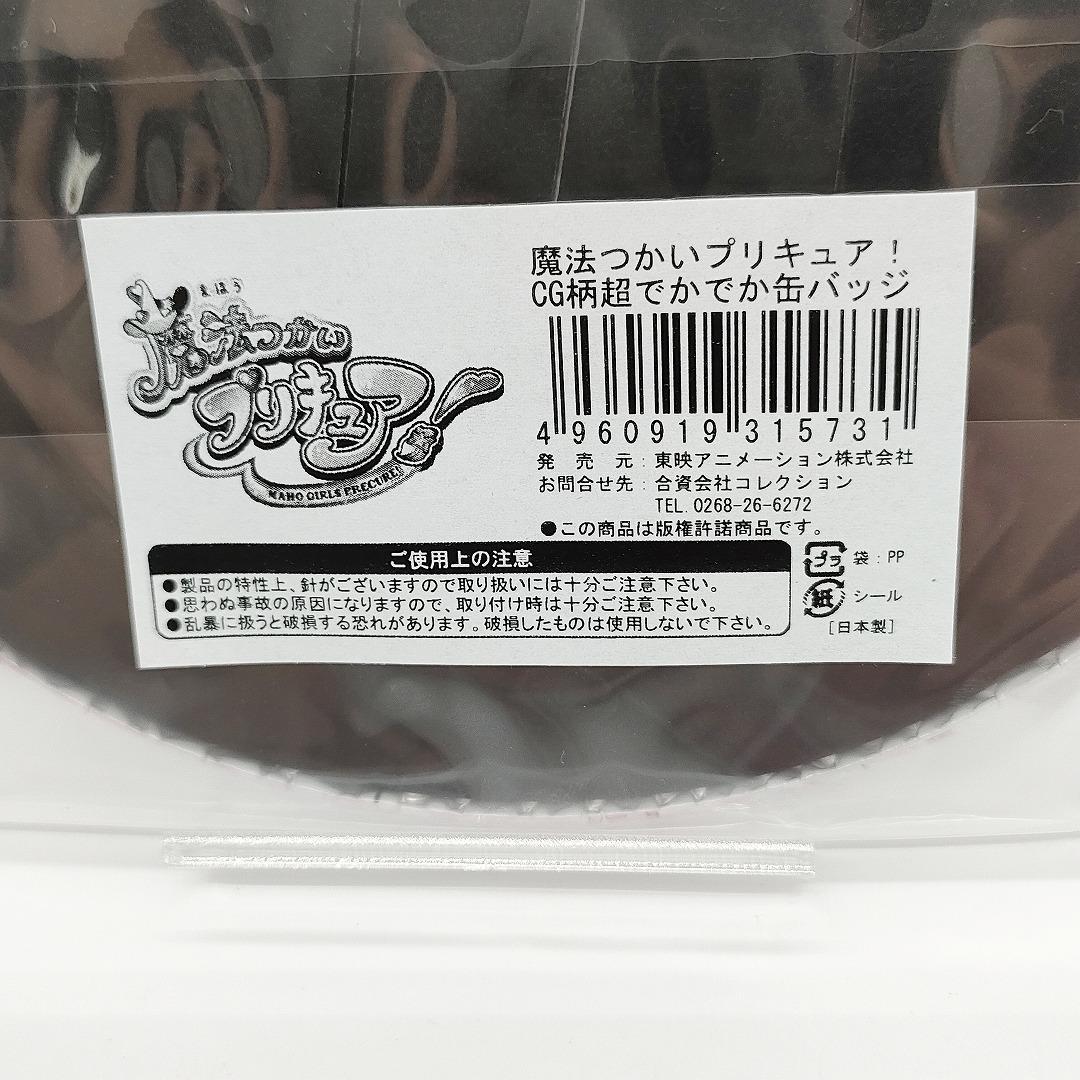 まほう
魔法つかい
プリキュア!
MAHO GIRLS PRECURE!
魔法つかいプリキュア！
CG柄超でかでか缶バッジ
4 960919 315731
発 売 元：東映アニメーション株式会社
お問合せ先：合資会社コレクション
TEL.0268-26-6272
●この商品は版権許諾商品です。
ご使用上の注意
●製品の特性上、針がございますので取り扱いには十分ご注意下さい。
●思わぬ事故の原因になりますので、取り付け時は十分ご注意下さい。
●乱暴に扱うと破損する恐れがあります。破損したものは使用しないで下さい。
プラ 袋：PP
紙 シール
[日本製]